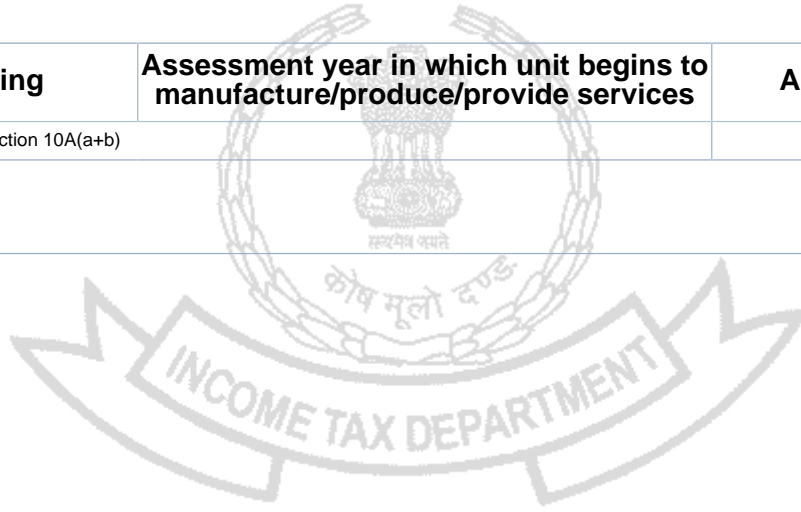 ing
Assessment year in which unit begins to
manufacture/produce/provide services
A
ction 10A(a+b)
सत्यमेव जयते
कोष मूलो दण्डः
INCOME TAX DEPARTMENT